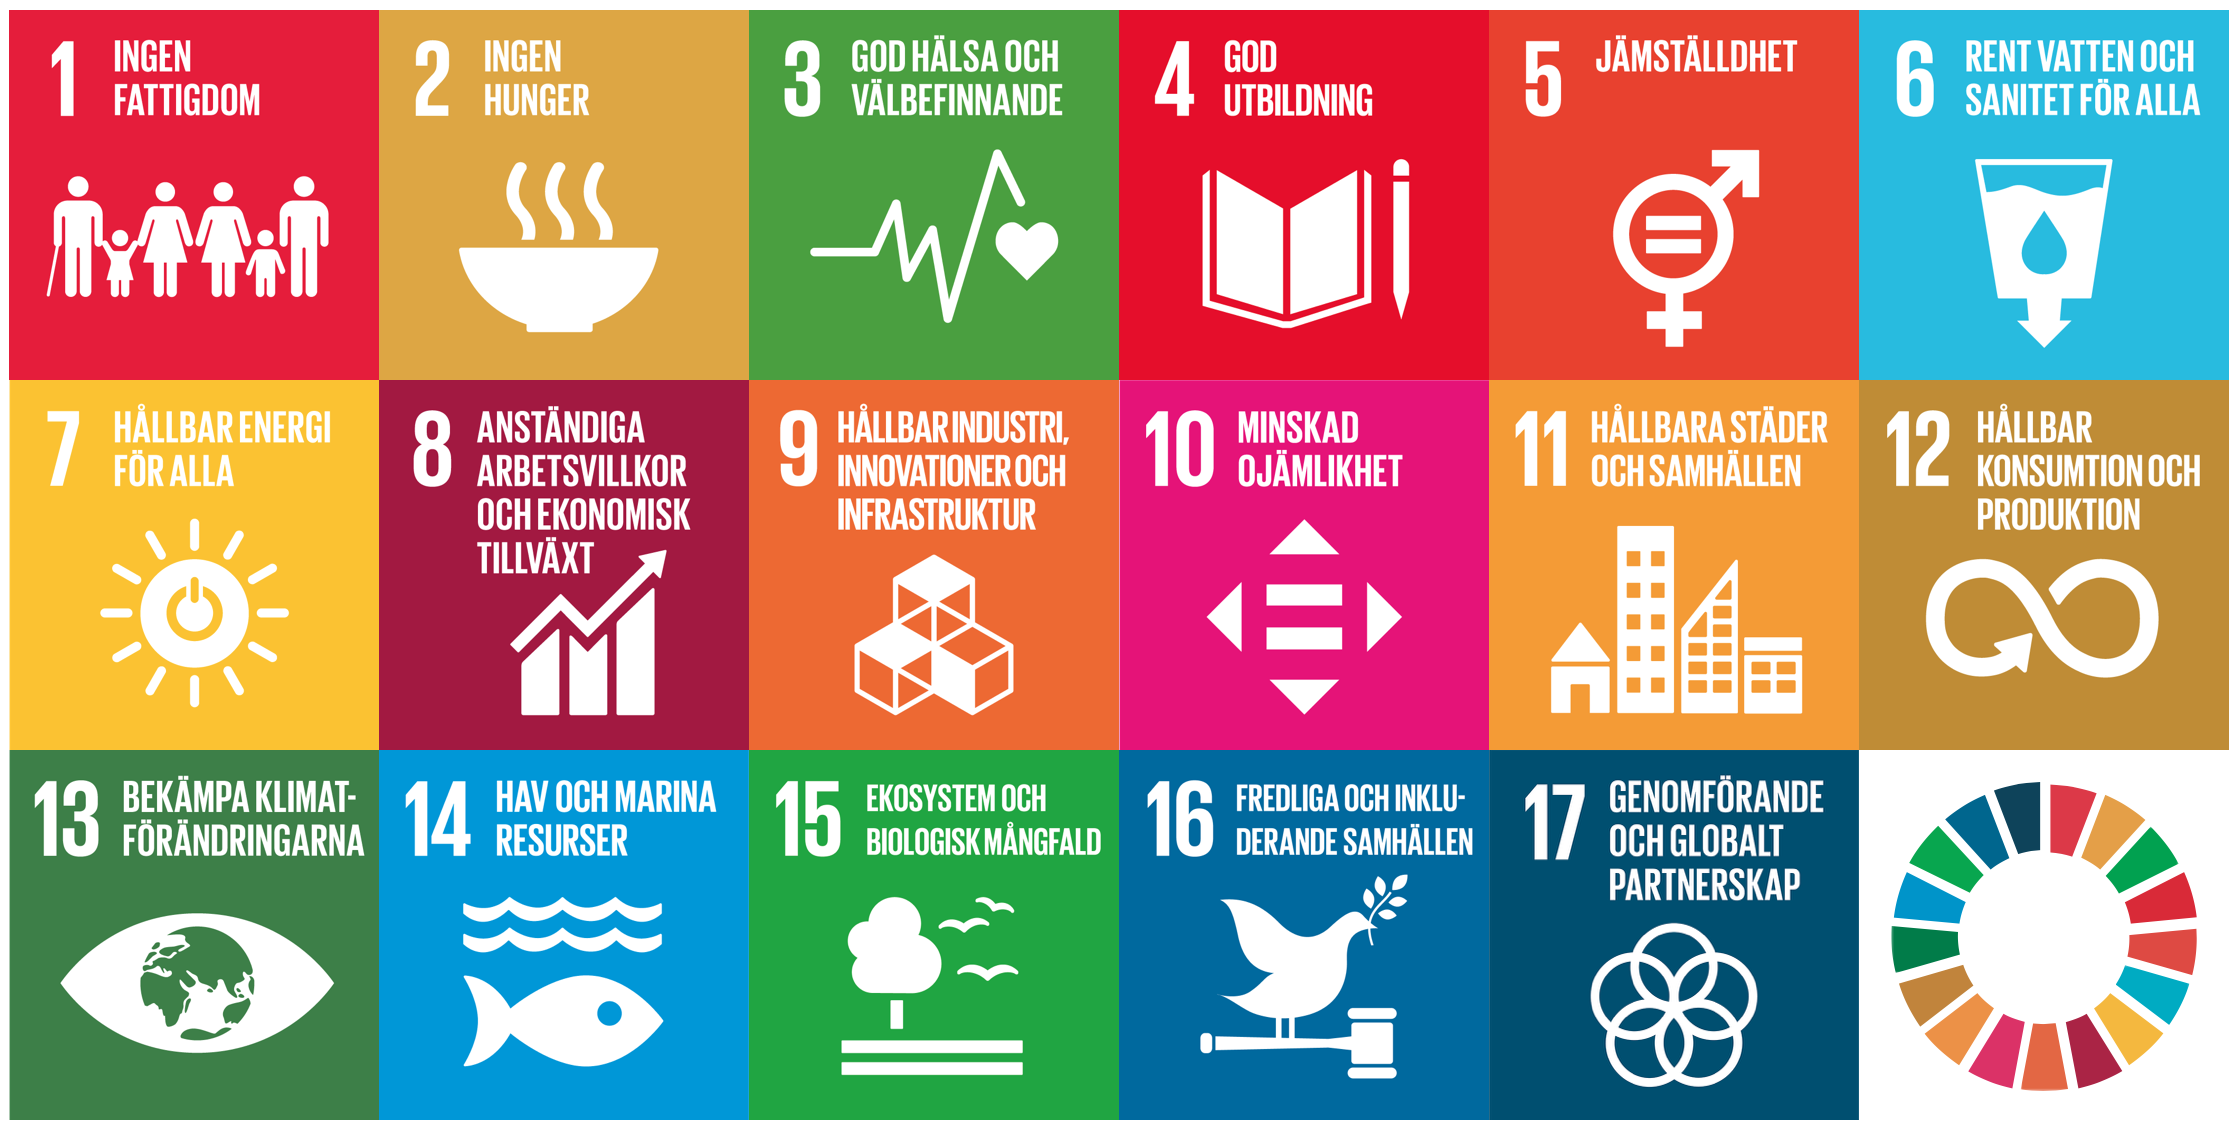 1 INGEN
FATTIGDOM
2 INGEN
HUNGER
3 GOD HÄLSA OCH
VÄLBEFINNANDE
4 GOD
UTBILDNING
5 JÄMSTÄLLDHET
6 RENT VATTEN OCH
SANITET FÖR ALLA
7 HÅLLBAR ENERGI
FÖR ALLA
8 ANSTÄNDIGA
ARBETSVILLKOR
OCH EKONOMISK
TILLVÄXT
9 HÅLLBAR INDUSTRI,
INNOVATIONER OCH
INFRASTRUKTUR
10 MINSKAD
OJÄMLIKHET
11 HÅLLBARA STÄDER
OCH SAMHÄLLEN
12 HÅLLBAR
KONSUMTION OCH
PRODUKTION
13 BEKÄMPA KLIMAT-
FÖRÄNDRINGARNA
14 HAV OCH MARINA
RESURSER
15 EKOSYSTEM OCH
BIOLOGISK MÅNGFALD
16 FREDLIGA OCH INKLU-
DERANDE SAMHÄLLEN
17 GENOMFÖRANDE
OCH GLOBALT
PARTNERSKAP